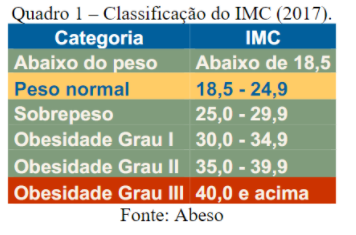 Quadro 1 – Classificação do IMC (2017).
Categoria IMC
Abaixo do peso Abaixo de 18,5
Peso normal 18,5 - 24,9
Sobrepeso 25,0 - 29,9
Obesidade Grau I 30,0 - 34,9
Obesidade Grau II 35,0 - 39,9
Obesidade Grau III 40,0 e acima
Fonte: Abeso